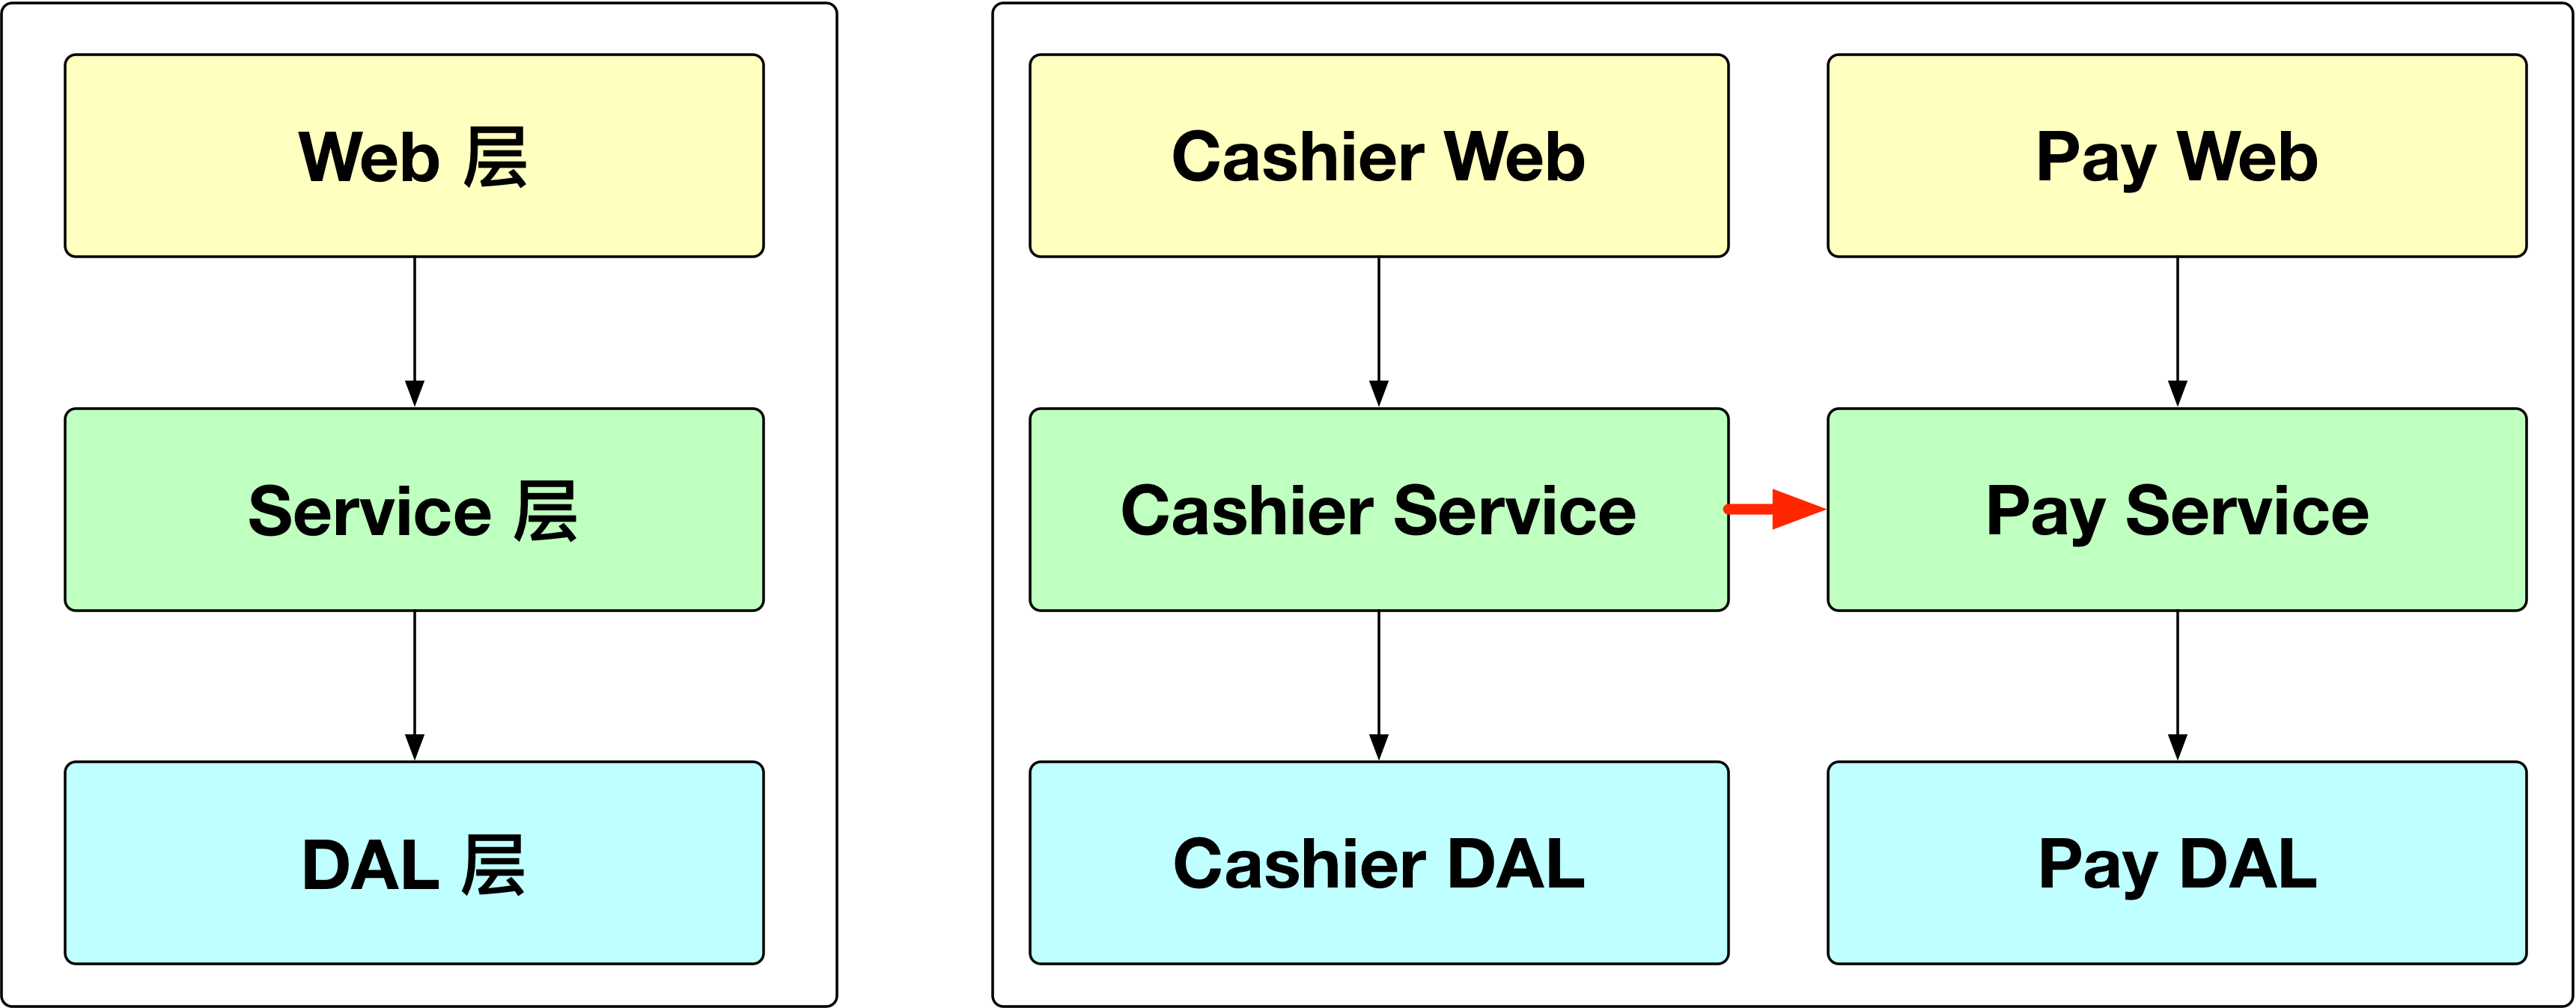 Web 层
Service 层
DAL 层
Cashier Web
Pay Web
Cashier Service
Pay Service
Cashier DAL
Pay DAL